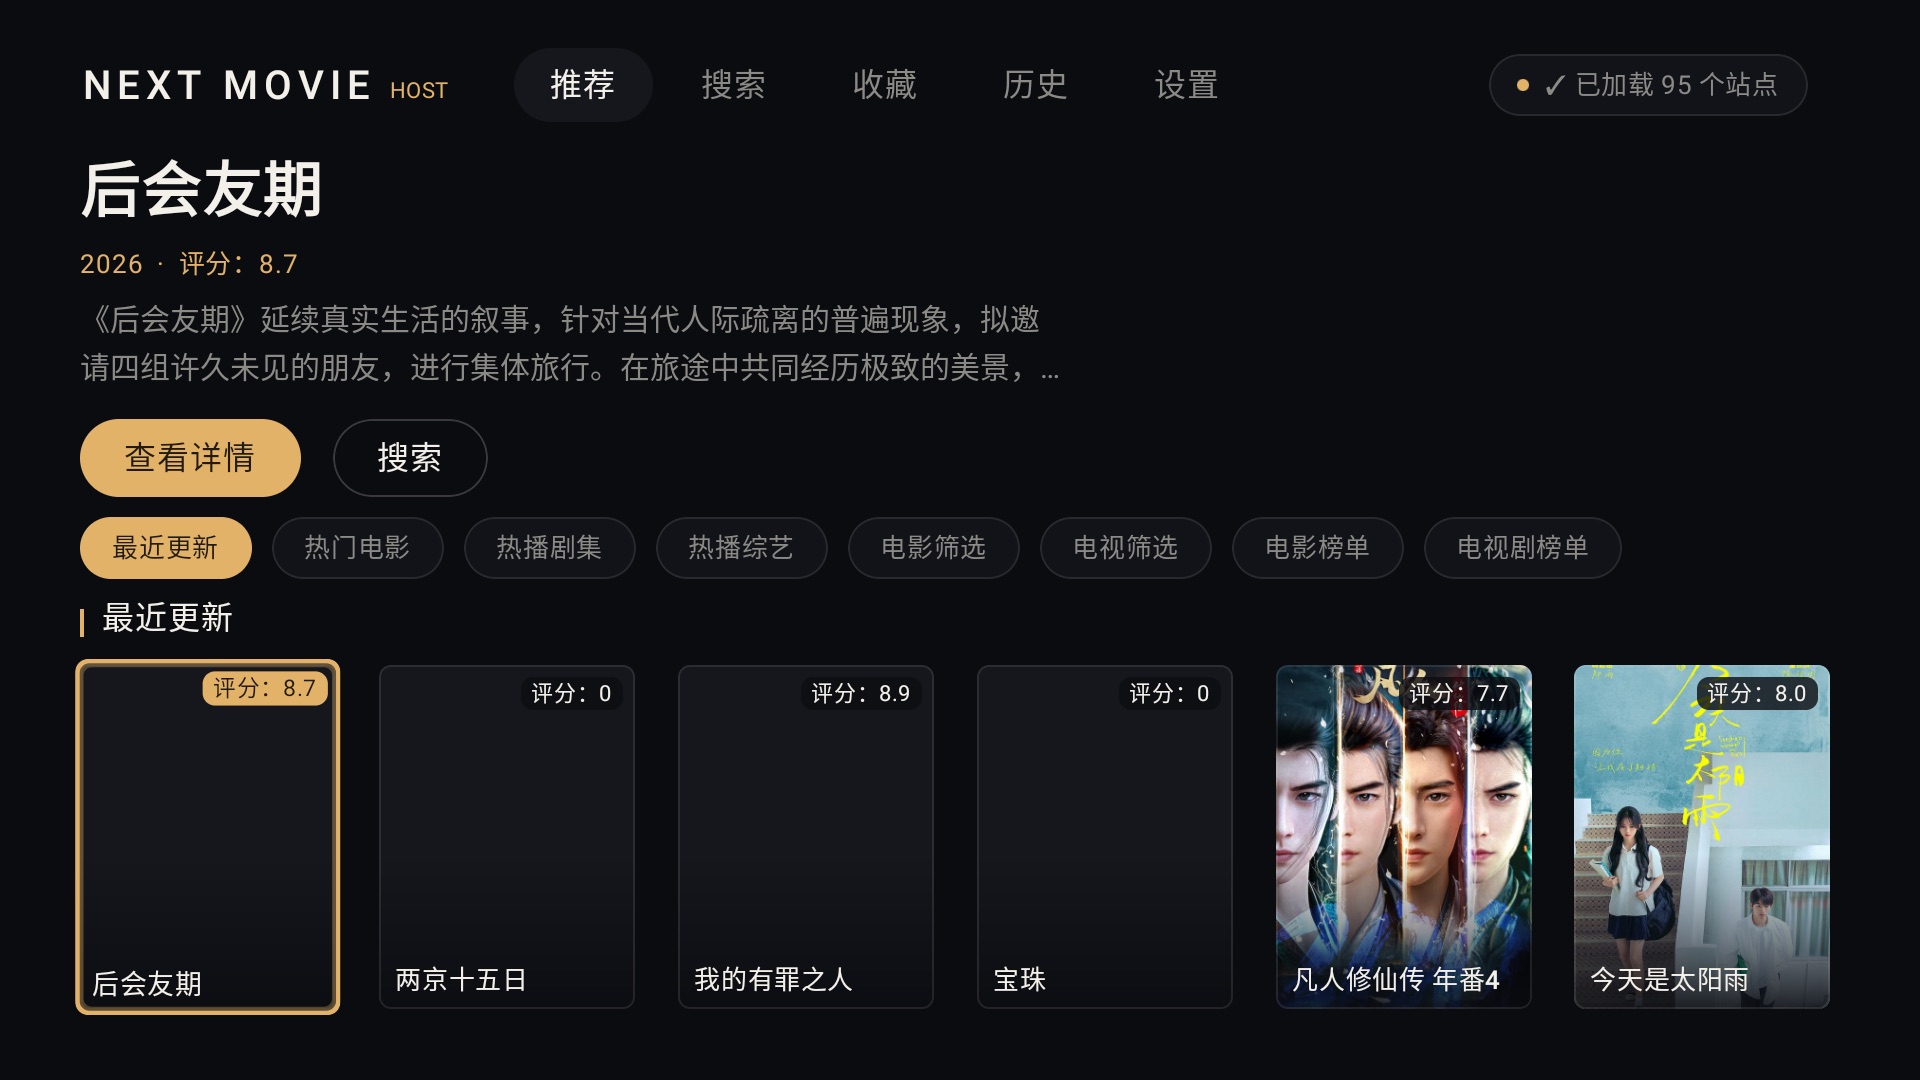 NEXT MOVIE HOST
推荐
搜索
收藏
历史
设置
✓ 已加载 95 个站点
后会友期
2026 · 评分：8.7
《后会友期》延续真实生活的叙事，针对当代人际疏离的普遍现象，拟邀
请四组许久未见的朋友，进行集体旅行。在旅途中共同经历极致的美景，…
查看详情
搜索
最近更新
热门电影
热播剧集
热播综艺
电影筛选
电视筛选
电影榜单
电视剧榜单
最近更新
评分：8.7
后会友期
评分：0
两京十五日
评分：8.9
我的有罪之人
评分：0
宝珠
评分：7.7
凡人修仙传 年番4
评分：8.0
今天是太阳雨
今天是太阳雨